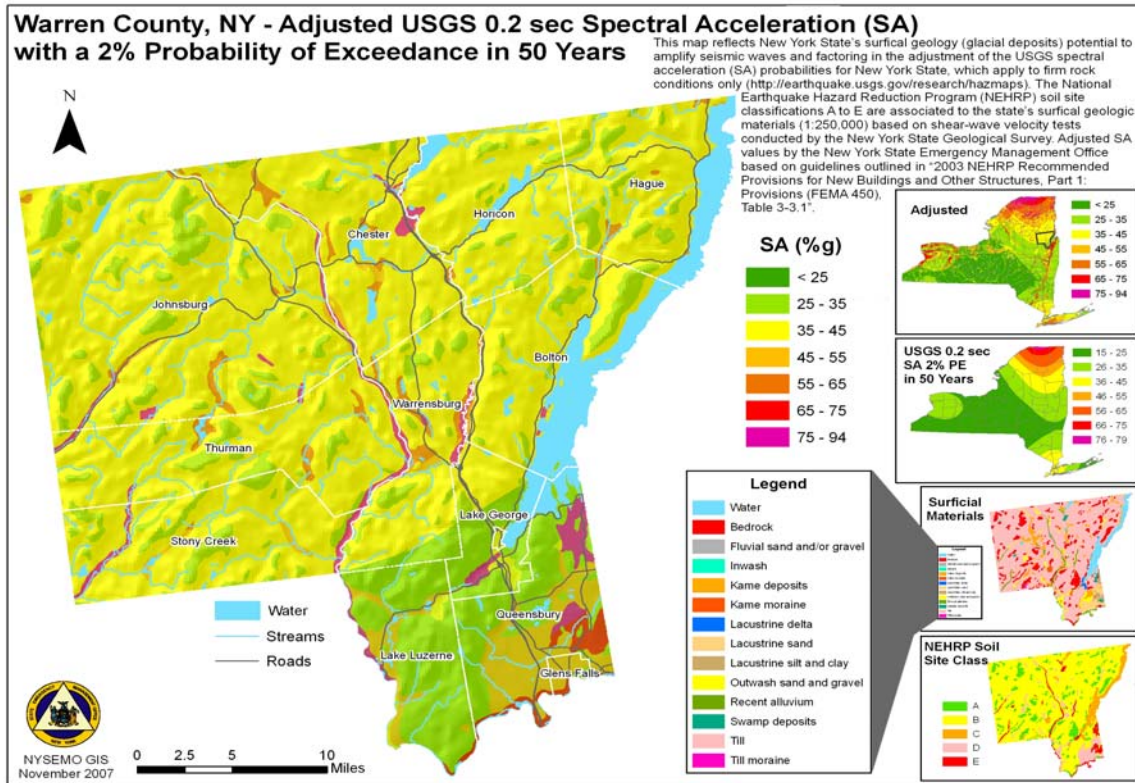 Warren County, NY - Adjusted USGS 0.2 sec Spectral Acceleration (SA)
with a 2% Probability of Exceedance in 50 Years
This map reflects New York State's surfical geology (glacial deposits) potential to
amplify seismic waves and factoring in the adjustment of the USGS spectral
acceleration (SA) probabilities for New York State, which apply to firm rock
conditions only (http://earthquake.usgs.gov/research/hazmaps). The National
Earthquake Hazard Reduction Program (NEHRP) soil site
classifications A to E are associated to the state's surfical geologic
materials (1:250,000) based on shear-wave velocity tests
conducted by the New York State Geological Survey. Adjusted SA
values by the New York State Emergency Management Office
based on guidelines outlined in "2003 NEHRP Recommended
Provisions for New Buildings and Other Structures, Part 1:
Provisions (FEMA 450),
Table 3-3.1".
N
Hague
Horicon
Chester
Johnsburg
Bolton
Warrensburg
Thurman
Lake George
Stony Creek
Queensbury
Lake Luzerne
Glens Falls
Water
Streams
Roads
SA (%g)
< 25
25 - 35
35 - 45
45 - 55
55 - 65
65 - 75
75 - 94
Adjusted
< 25
25 - 35
35 - 45
45 - 55
55 - 65
65 - 75
75 - 94
USGS 0.2 sec
SA 2% PE
in 50 Years
15 - 25
26 - 35
36 - 45
46 - 55
56 - 65
66 - 75
76 - 79
Legend
Water
Bedrock
Fluvial sand and/or gravel
Inwash
Kame deposits
Kame moraine
Lacustrine delta
Lacustrine sand
Lacustrine silt and clay
Outwash sand and gravel
Recent alluvium
Swamp deposits
Till
Till moraine
Surficial
Materials
Legend
NEHRP Soil
Site Class
A
B
C
D
E
NYSEMO GIS
November 2007
0 2.5 5 10
Miles